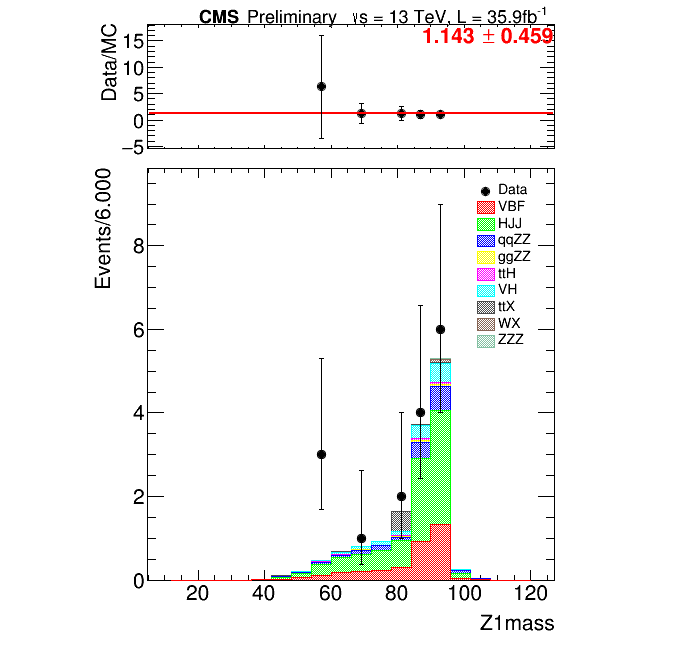 CMS Preliminary √s = 13 TeV, L = 35.9fb-1
Data/MC
1.143 ± 0.459
15
10
5
0
−5
Events/6.000
8
6
4
2
0
Data
VBF
HJJ
qqZZ
ggZZ
ttH
VH
ttX
WX
ZZZ
20 40 60 80 100 120
Z1mass